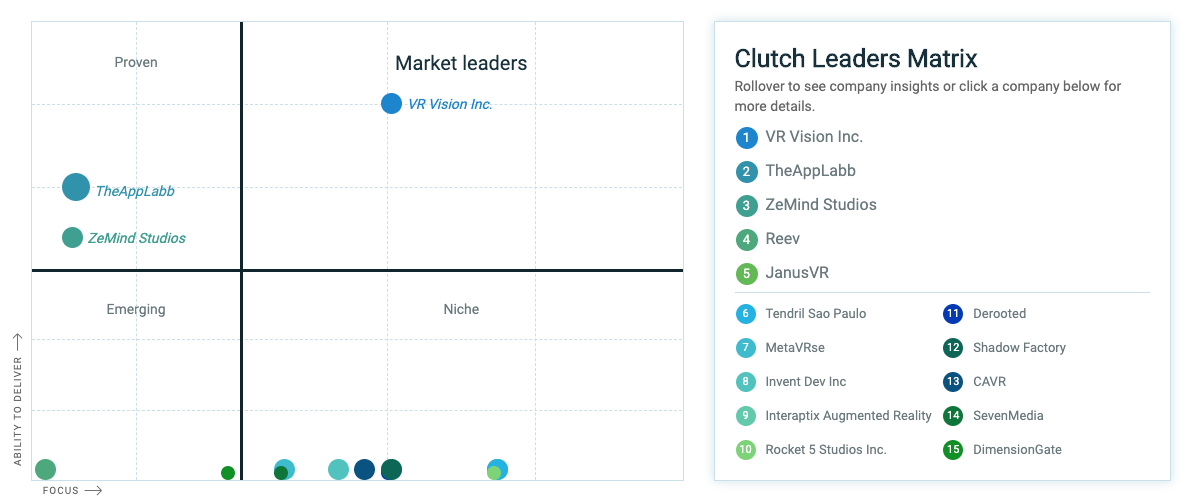 Proven
Market leaders
VR Vision Inc.
TheAppLabb
ZeMind Studios
Emerging
Niche
ABILITY TO DELIVER
FOCUS
Clutch Leaders Matrix
Rollover to see company insights or click a company below for
more details.
1 VR Vision Inc.
2 TheAppLabb
3 ZeMind Studios
4 Reev
5 JanusVR
6 Tendril Sao Paulo
7 MetaVRse
8 Invent Dev Inc
9 Interaptix Augmented Reality
10 Rocket 5 Studios Inc.
11 Derooted
12 Shadow Factory
13 CAVR
14 SevenMedia
15 DimensionGate